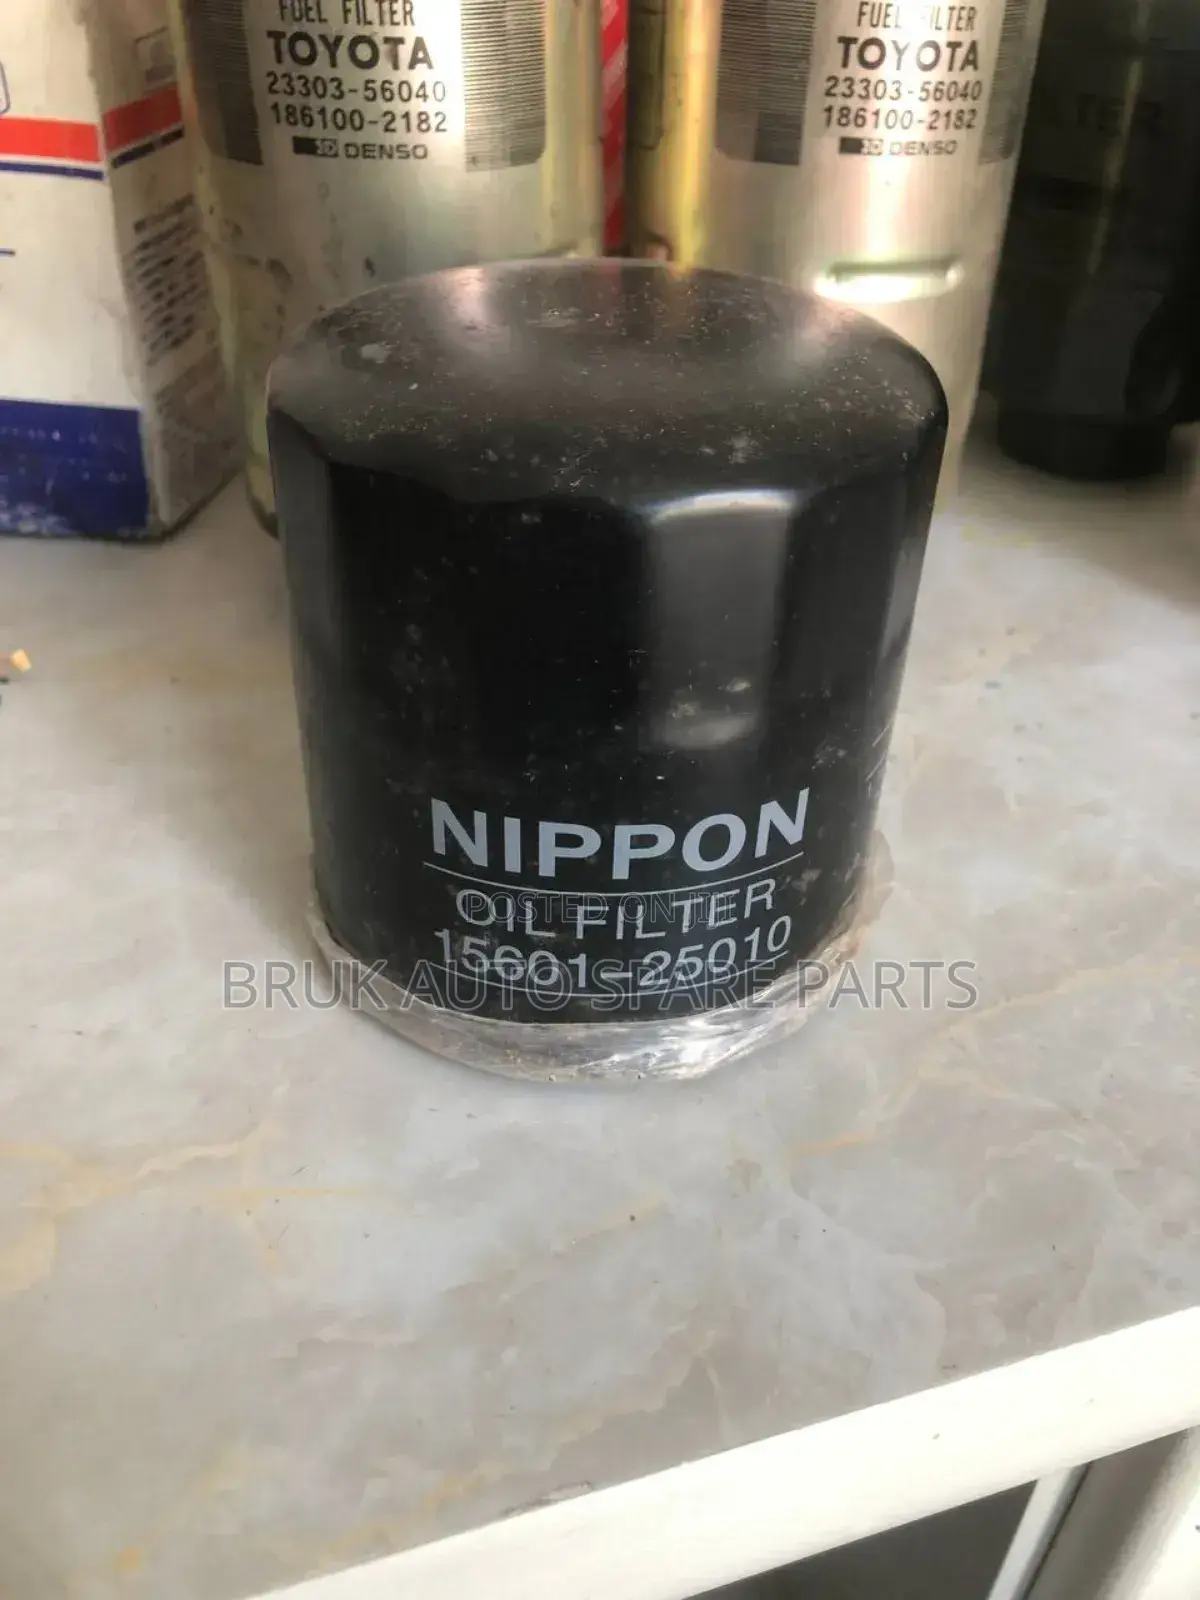 FUEL FILTER
TOYOTA
23303-56040
186100-2182
DENSO
FUEL FILTER
TOYOTA
23303-56040
186100-2182
DENSO
NIPPON
OIL FILTER
POSTED ON JIJI
15601-25010
BRUK AUTO SPARE PARTS